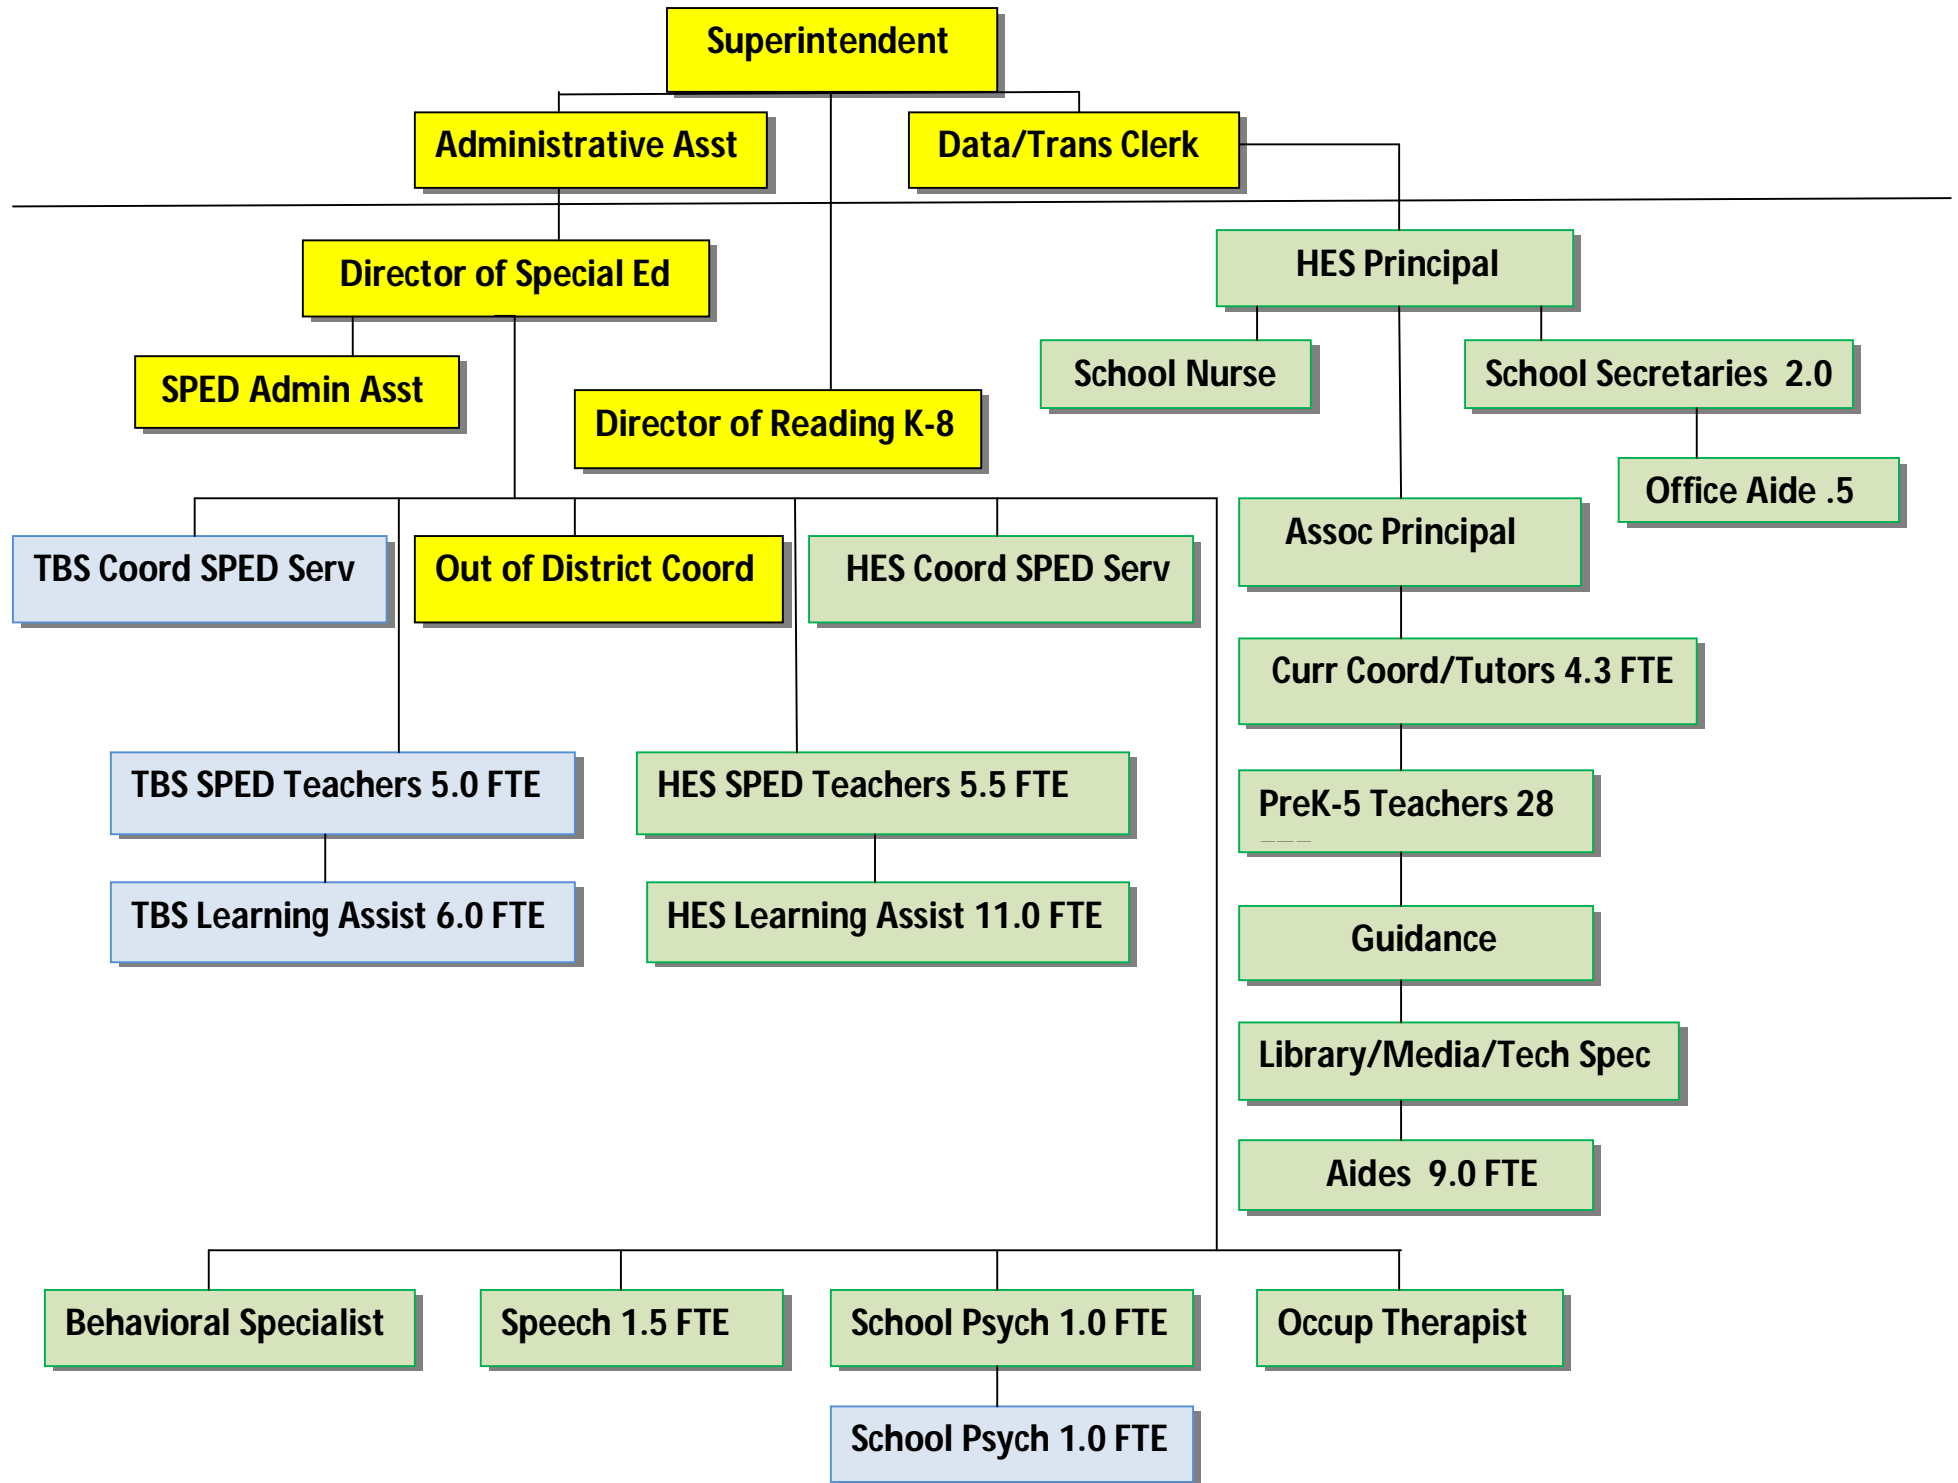 Superintendent
Administrative Asst
Data/Trans Clerk
Director of Special Ed
HES Principal
SPED Admin Asst
Director of Reading K-8
School Nurse
School Secretaries 2.0
Office Aide .5
TBS Coord SPED Serv
Out of District Coord
HES Coord SPED Serv
Assoc Principal
Curr Coord/Tutors 4.3 FTE
TBS SPED Teachers 5.0 FTE
HES SPED Teachers 5.5 FTE
PreK-5 Teachers 28
TBS Learning Assist 6.0 FTE
HES Learning Assist 11.0 FTE
Guidance
Library/Media/Tech Spec
Aides 9.0 FTE
Behavioral Specialist
Speech 1.5 FTE
School Psych 1.0 FTE
Occup Therapist
School Psych 1.0 FTE